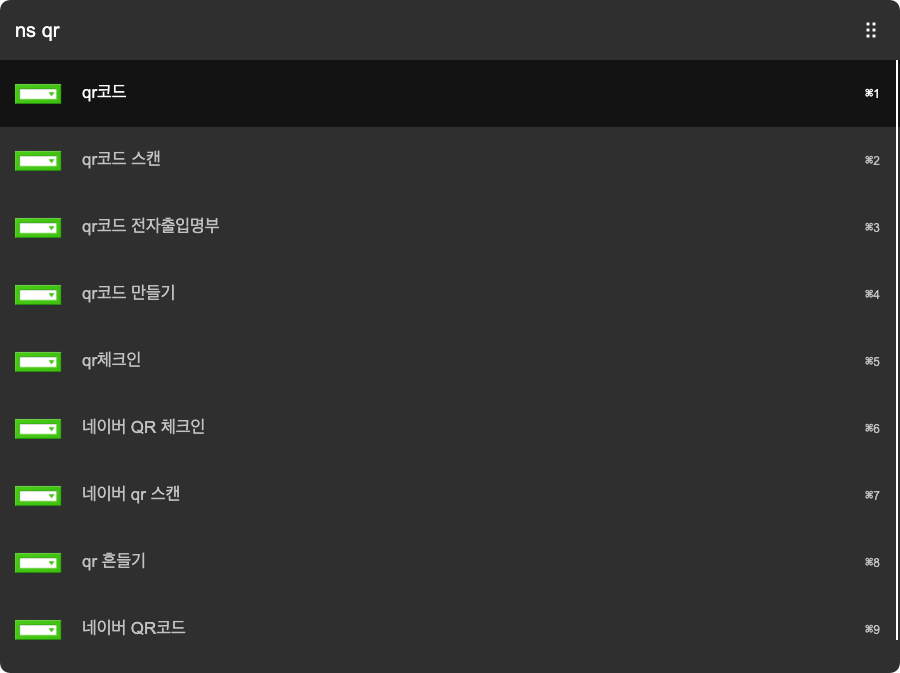 ns qr
qr코드 ⌘1
qr코드 스캔 ⌘2
qr코드 전자출입명부 ⌘3
qr코드 만들기 ⌘4
qr체크인 ⌘5
네이버 QR 체크인 ⌘6
네이버 qr 스캔 ⌘7
qr 흔들기 ⌘8
네이버 QR코드 ⌘9